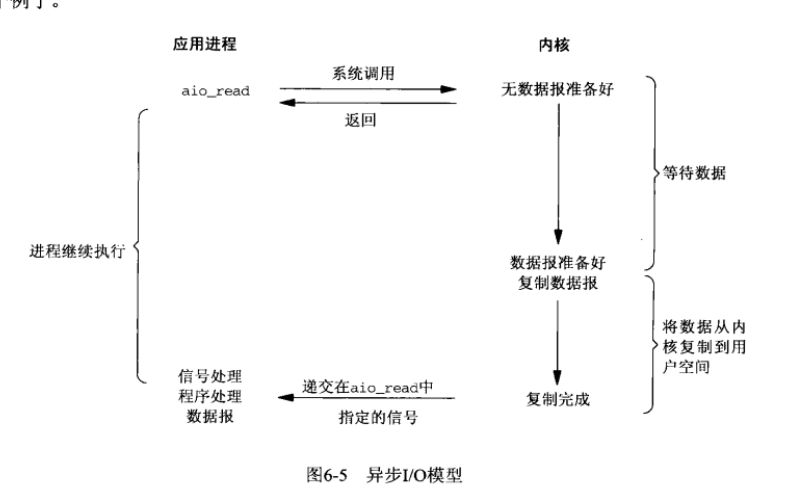 例子。
应用进程
内核
系统调用
aio_read
无数据报准备好
返回
等待数据
进程继续执行
数据报准备好
复制数据报
将数据从内
核复制到用
户空间
信号处理
程序处理
数据报
递交在aio_read中
指定的信号
复制完成
图6-5 异步I/O模型